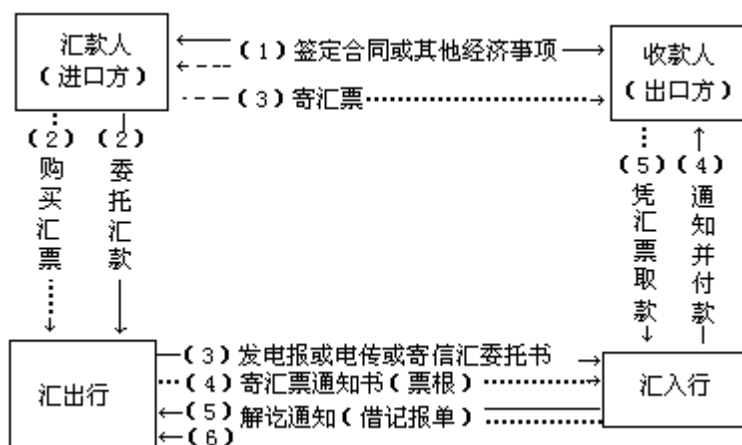 汇款人
（进口方）
（1）签定合同或其他经济事项
（3）寄汇票
收款人
（出口方）
（2）
购买汇票
（2）
委托汇款
（5）
凭汇票取款
（4）
通知并付款
汇出行
（3）发电报或电传或寄信汇委托书
（4）寄汇票通知书（票根）
（5）解讫通知（借记报单）
（6）
汇入行